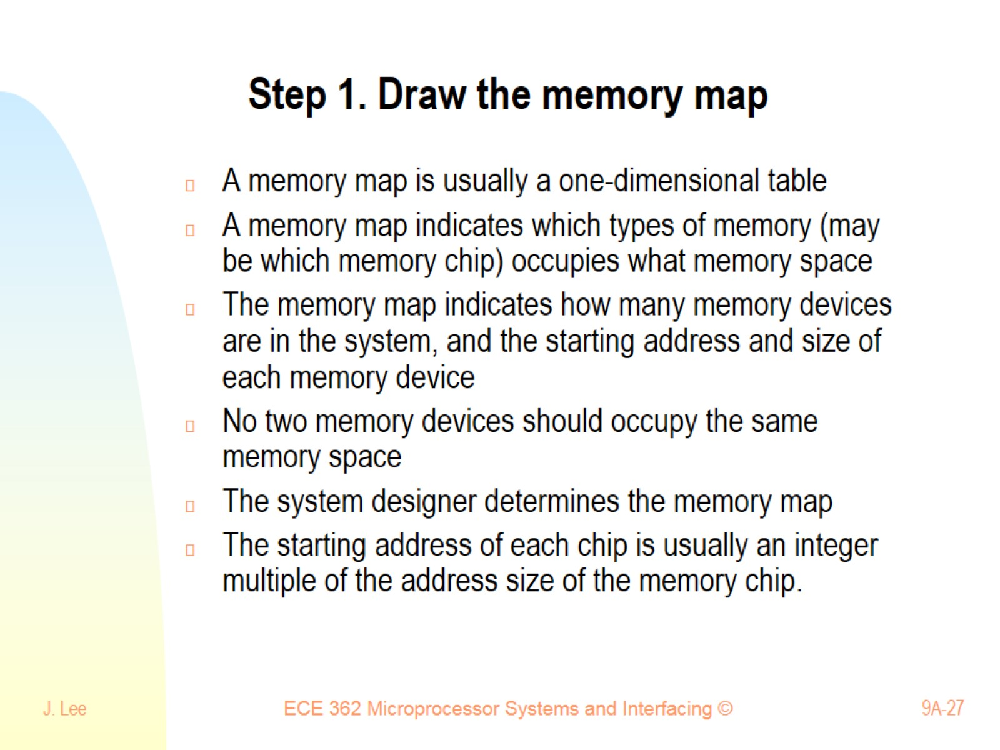 Step 1. Draw the memory map
A memory map is usually a one-dimensional table
A memory map indicates which types of memory (may
be which memory chip) occupies what memory space
The memory map indicates how many memory devices
are in the system, and the starting address and size of
each memory device
No two memory devices should occupy the same
memory space
The system designer determines the memory map
The starting address of each chip is usually an integer
multiple of the address size of the memory chip.
J. Lee
ECE 362 Microprocessor Systems and Interfacing ©
9A-27